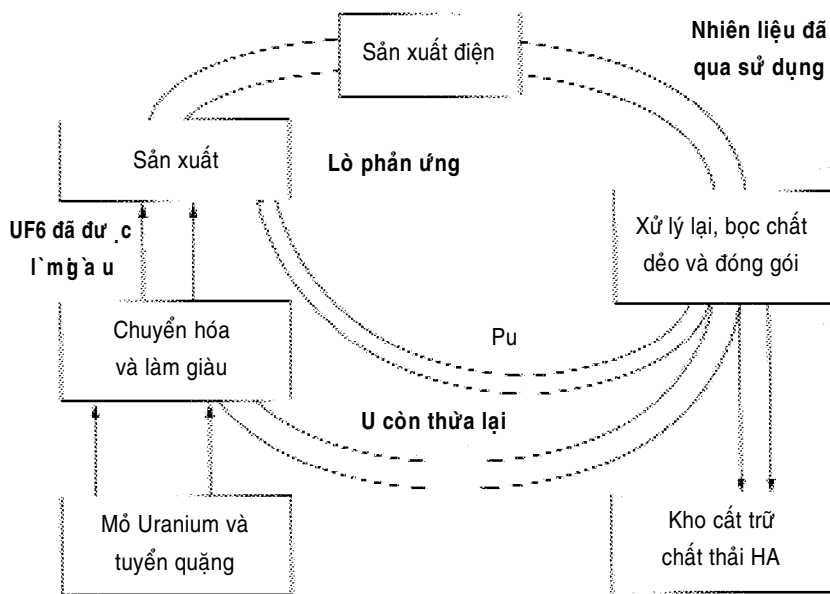 Sản xuất điện
Nhiên liệu đã
qua sử dụng
Sản xuất
Lò phản ứng
UF6 đã đư ̣c
l`mg̀ia u
Xử lý lại, bọc chất
dẻo và đóng gói
Chuyển hóa
và làm giàu
Pu
U còn thừa lại
Mỏ Uranium và
tuyển quặng
Kho cất trữ
chất thải HA